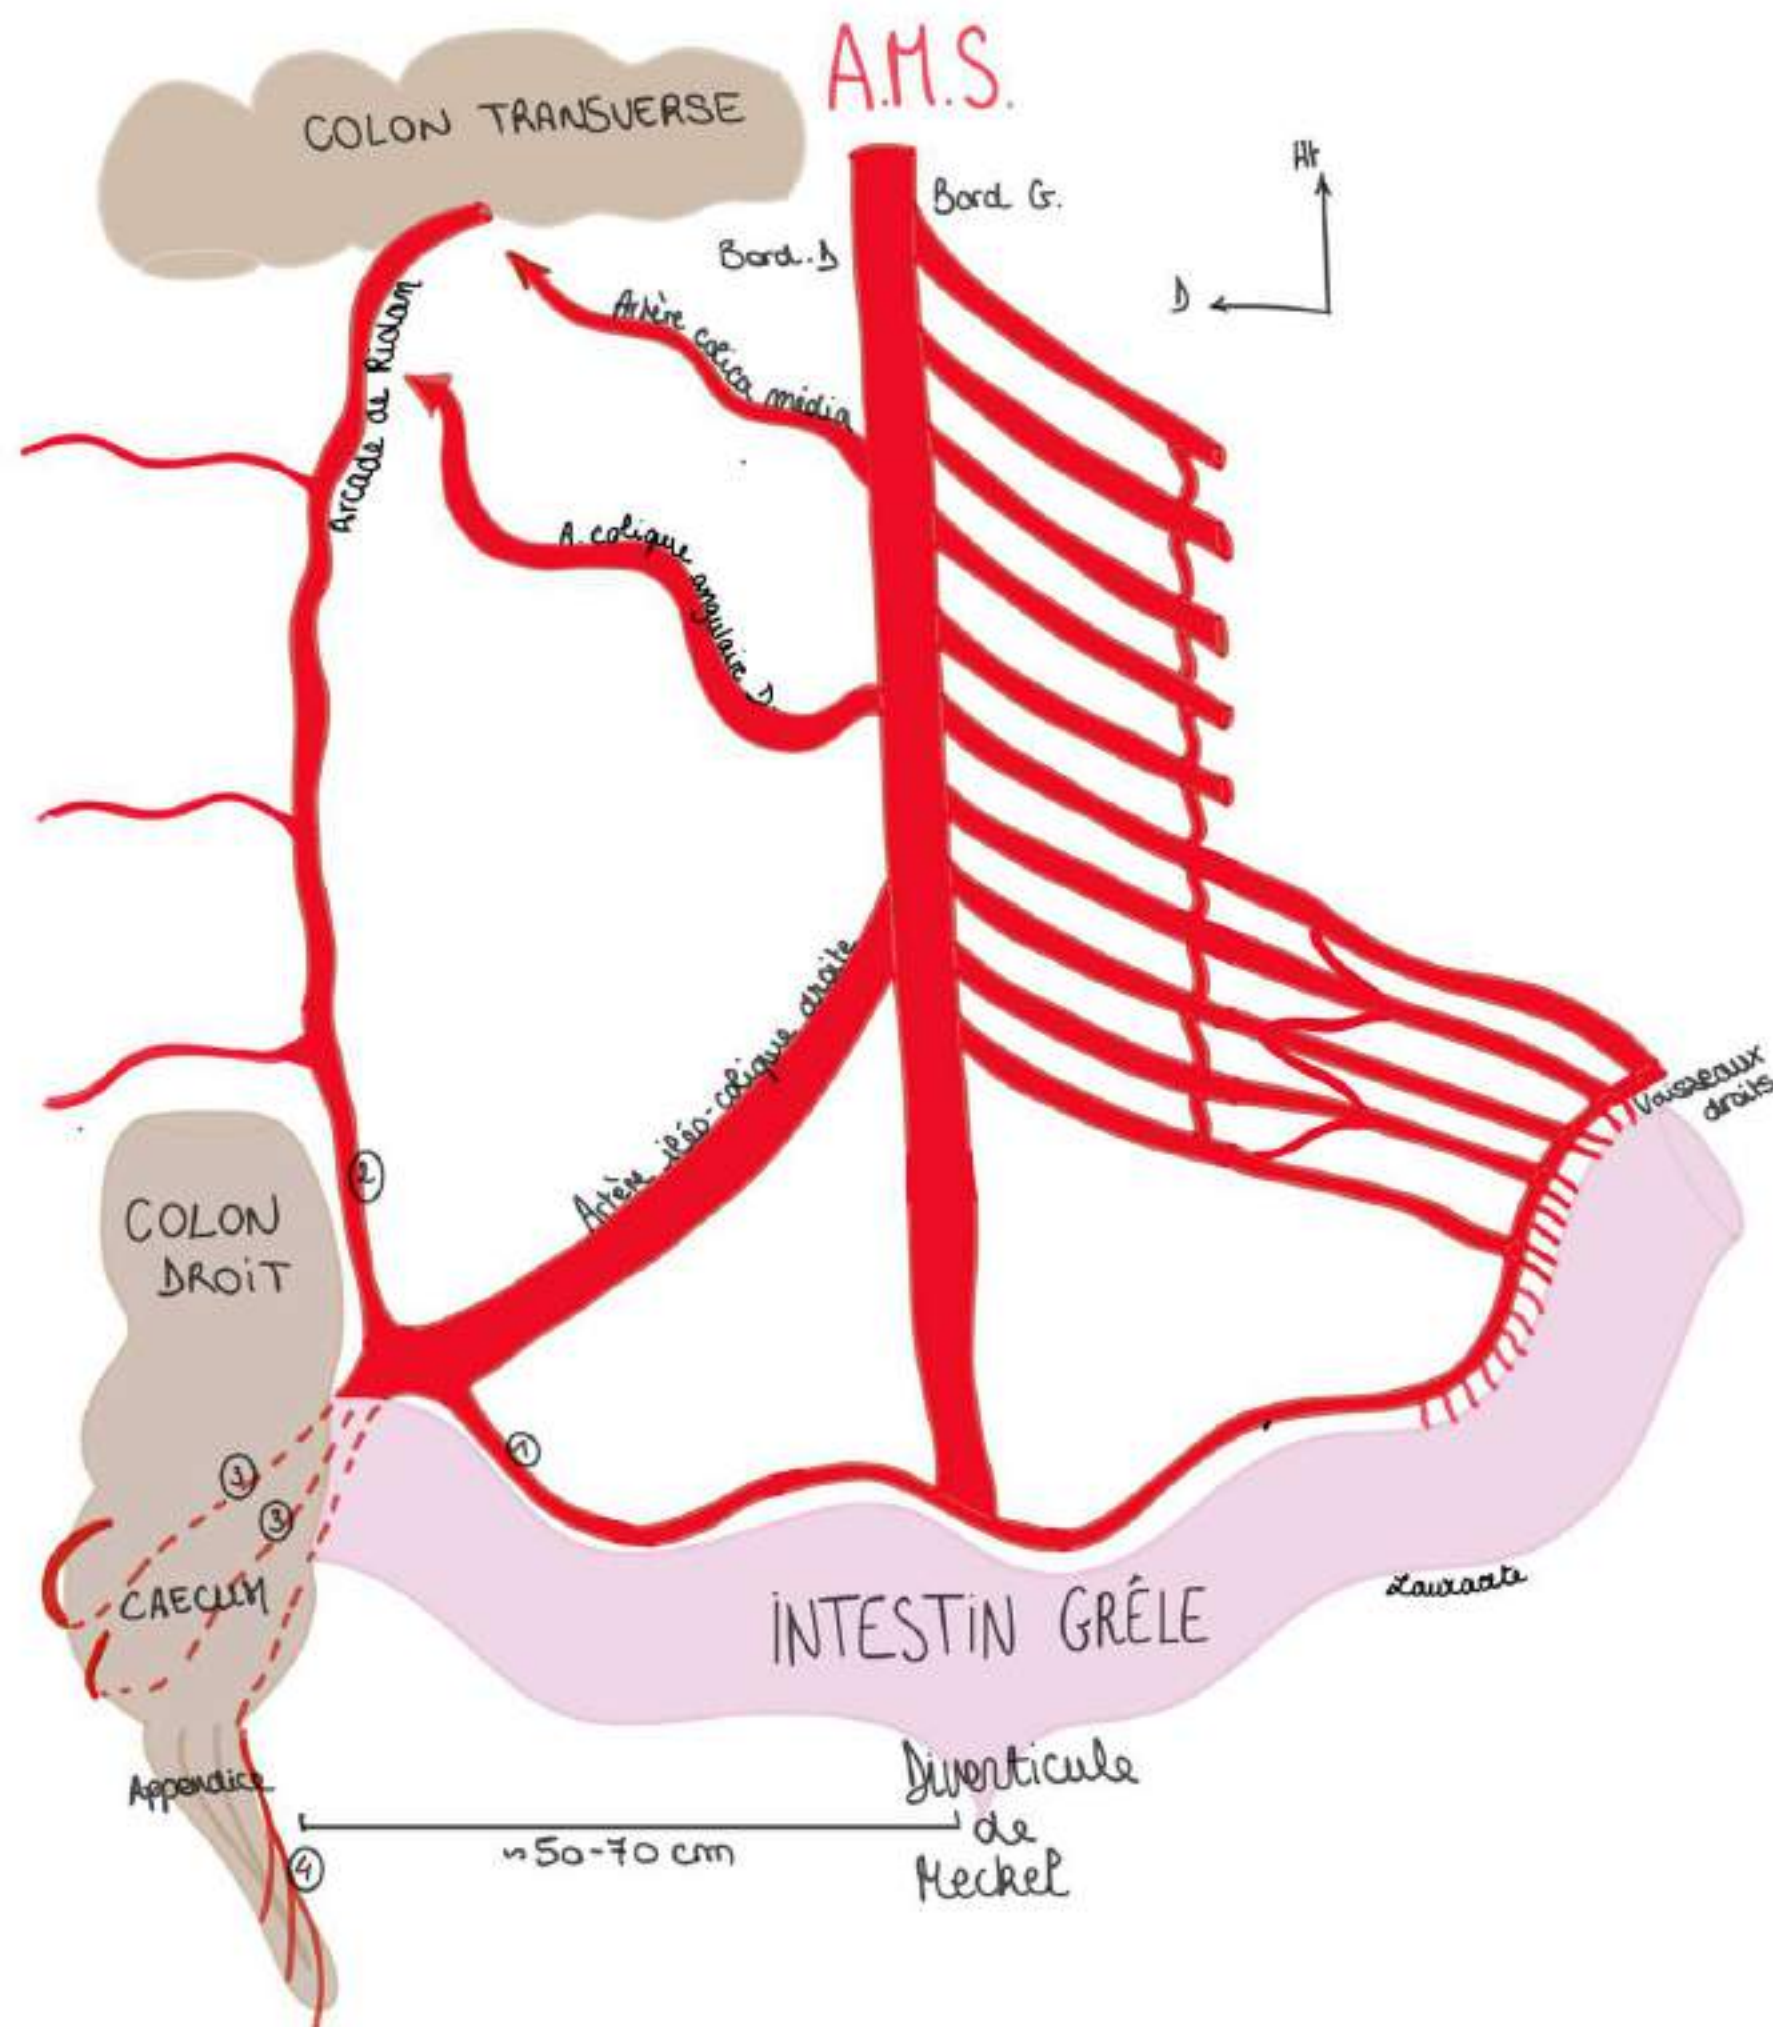 A.M.S.
COLON TRANSVERSE
Bord G.
Bord. D
Ht
D
Artère colica média
Arcade de Riolan
A. colique angulaire D.
Artère iléo-colique droite
Vaisseaux
droits
2
COLON
DROIT
1
3
3
CAECUM
INTESTIN GRÊLE
Appendice
Diverticule
de
Meckel
~50-70 cm
4